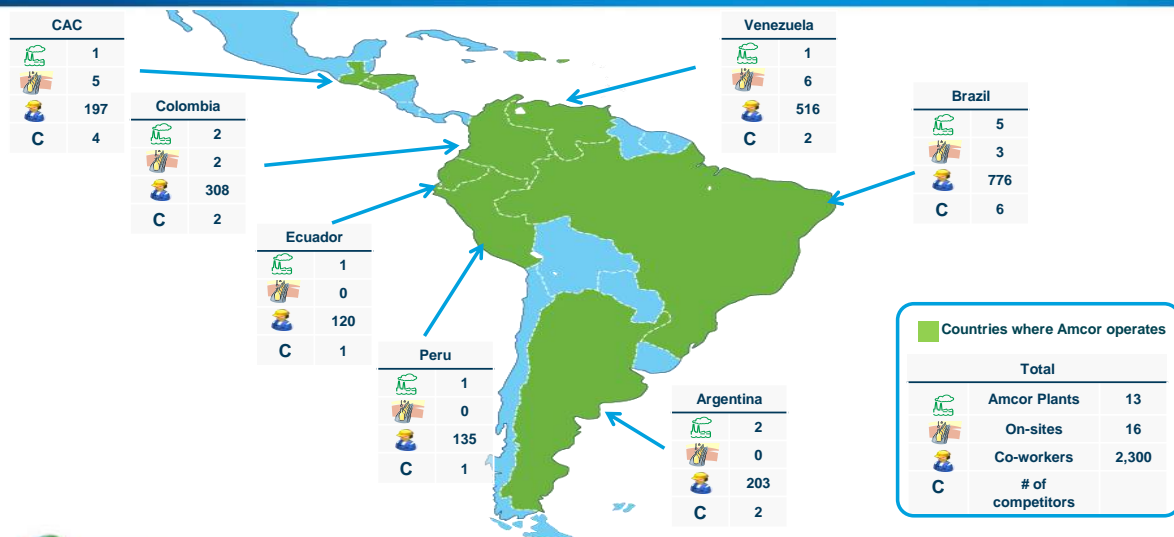 CAC
1
5
197
C 4
Colombia
2
2
308
C 2
Ecuador
1
0
120
C 1
Peru
1
0
135
C 1
Venezuela
1
6
516
C 2
Brazil
5
3
776
C 6
Argentina
2
0
203
C 2
Countries where Amcor operates
Total
Amcor Plants 13
On-sites 16
Co-workers 2,300
C # of
competitors